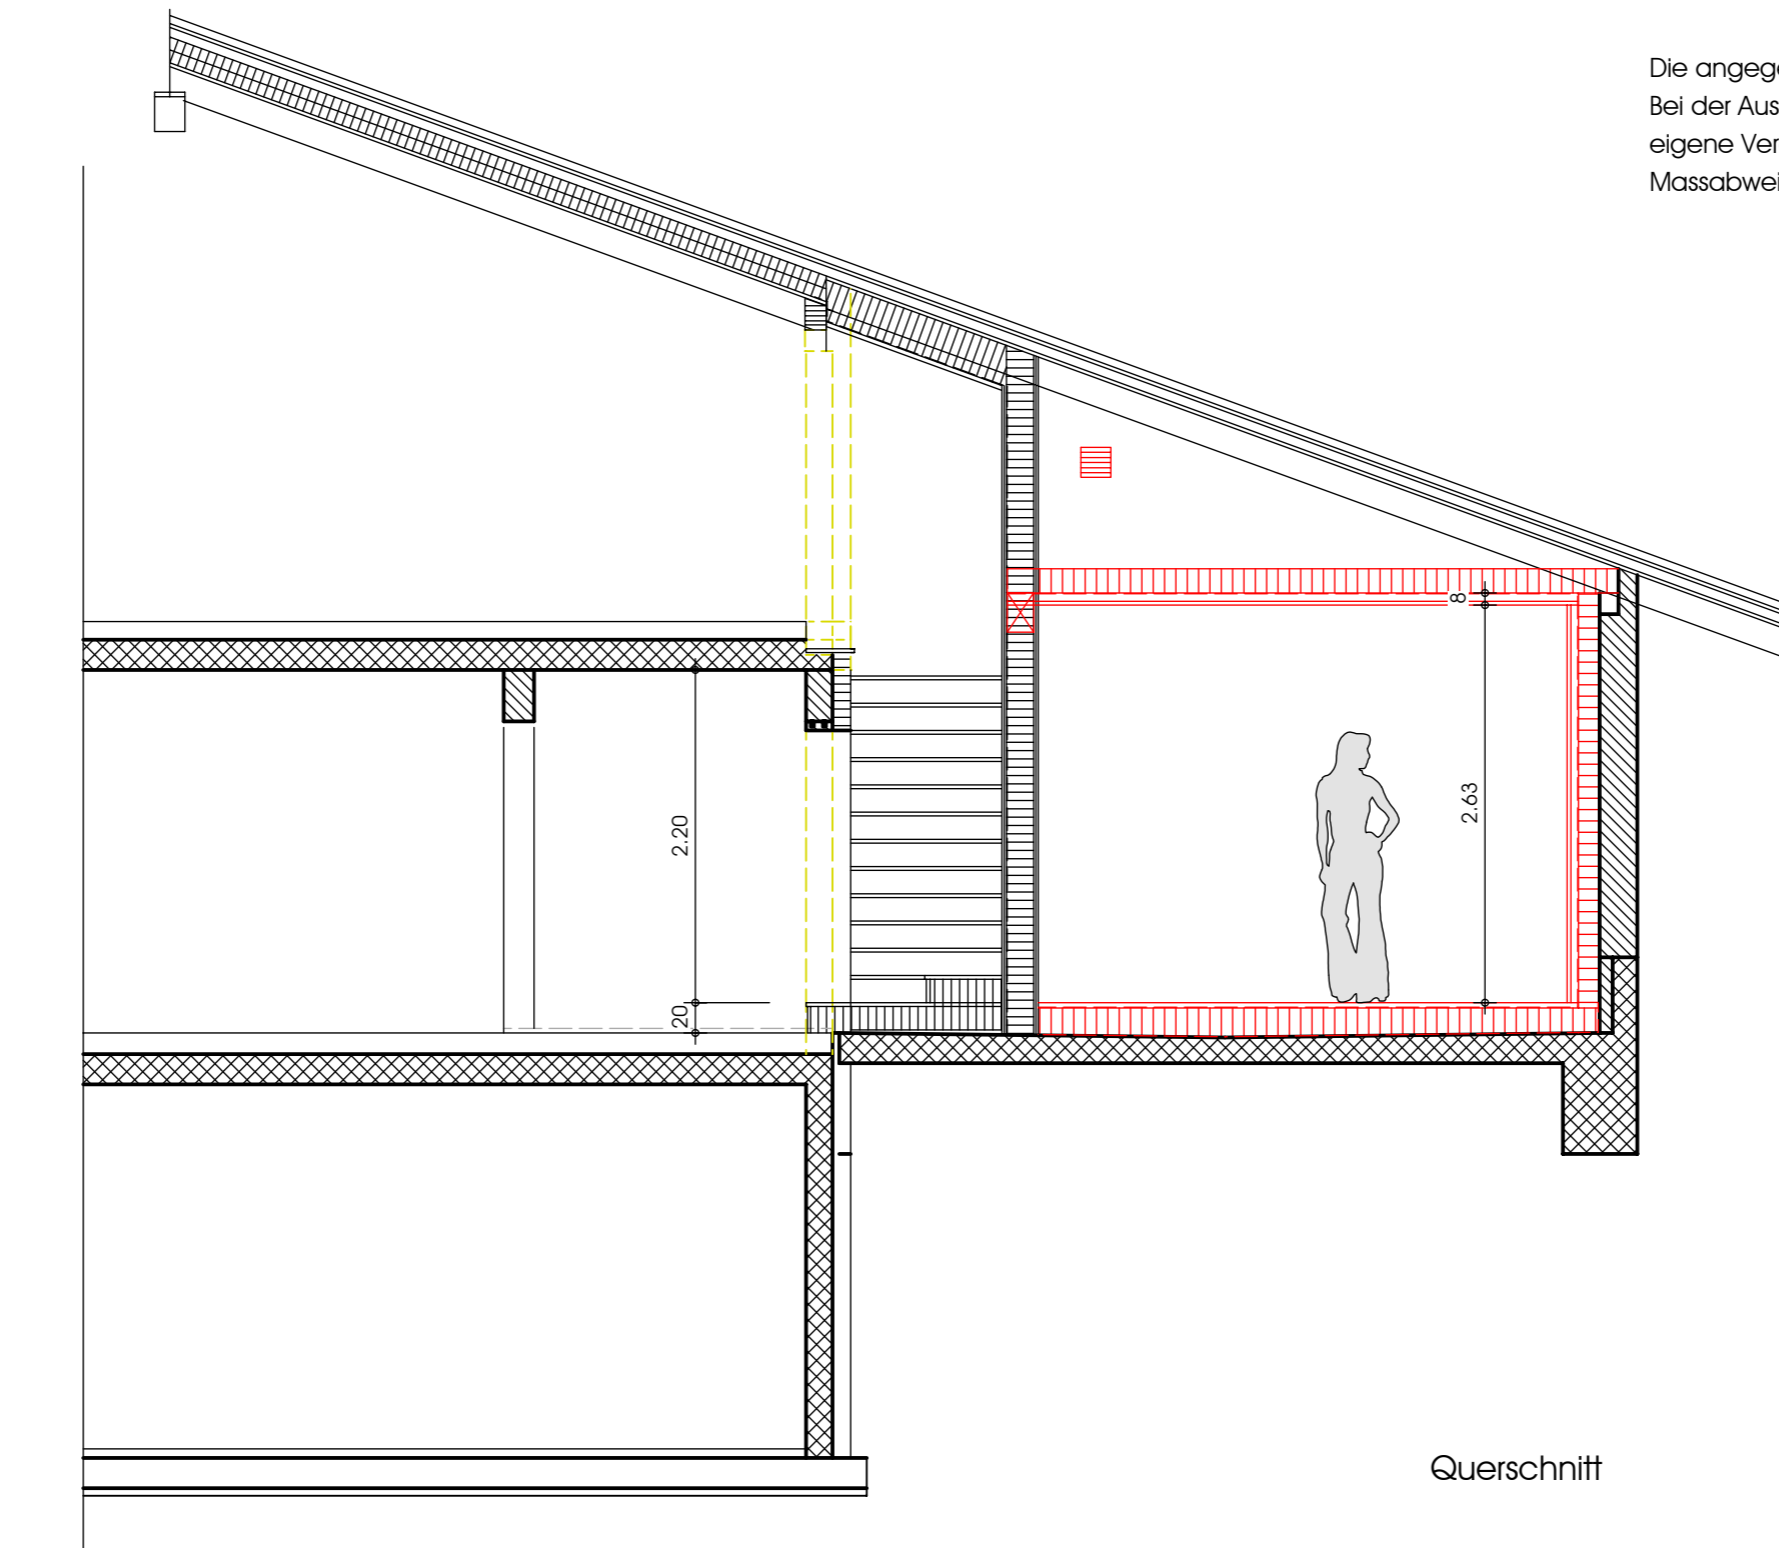 Die angege
Bei der Aus
eigene Ver
Massabwei
8
2.63
2.20
20
Querschnitt